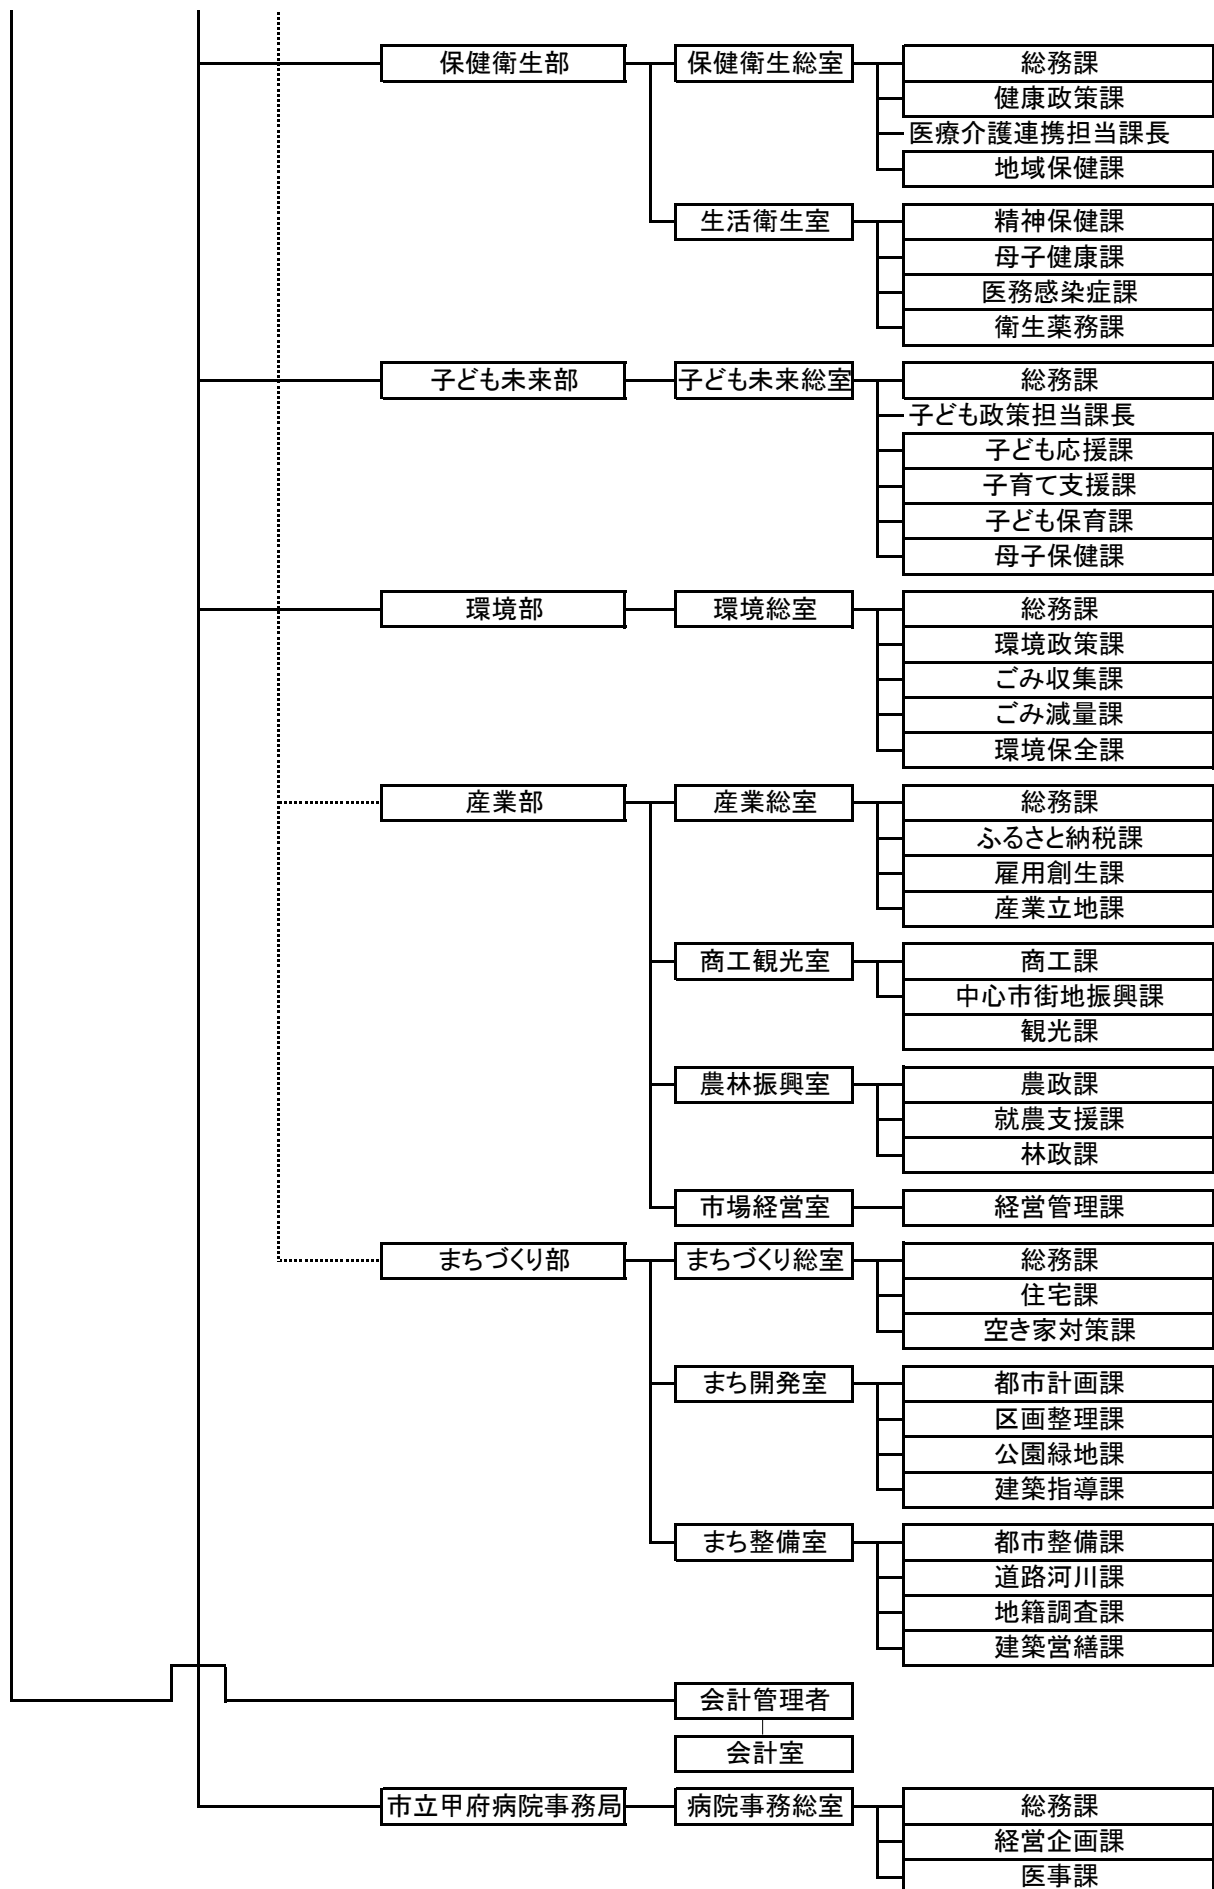 保健衛生部 保健衛生総室 総務課
健康政策課
医療介護連携担当課長
地域保健課
生活衛生室 精神保健課
母子健康課
医務感染症課
衛生薬務課
子ども未来部 子ども未来総室 総務課
子ども政策担当課長
子ども応援課
子育て支援課
子ども保育課
母子保健課
環境部 環境総室 総務課
環境政策課
ごみ収集課
ごみ減量課
環境保全課
産業部 産業総室 総務課
ふるさと納税課
雇用創生課
産業立地課
商工観光室 商工課
中心市街地振興課
観光課
農林振興室 農政課
就農支援課
林政課
市場経営室 経営管理課
まちづくり部 まちづくり総室 総務課
住宅課
空き家対策課
まち開発室 都市計画課
区画整理課
公園緑地課
建築指導課
まち整備室 都市整備課
道路河川課
地籍調査課
建築営繕課
会計管理者
会計室
市立甲府病院事務局 病院事務総室 総務課
経営企画課
医事課